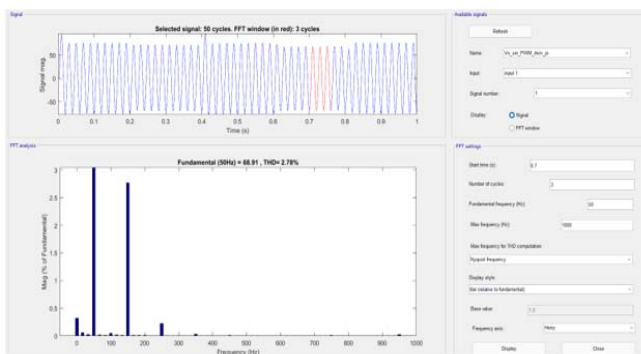 Signal
Selected signal: 50 cycles. FFT window (in red): 3 cycles
Signal mag.
50
0
-50
0 0.1 0.2 0.3 0.4 0.5 0.6 0.7 0.8 0.9 1
Time (s)
FFT analysis
Fundamental (50Hz) = 68.91 , THD= 2.78%
Mag (% of Fundamental)
3
2.5
2
1.5
1
0.5
0
0 100 200 300 400 500 600 700 800 900 1000
Frequency (Hz)
Available signals
Refresh
Name:
Input:
input 1
Signal number:
1
Display:
Signal
FFT window
FFT settings
Start time (s):
0.7
Number of cycles:
3
Fundamental frequency (Hz):
50
Max frequency (Hz):
1000
Max frequency for THD computation:
Nyquist frequency
Display style:
Bar (relative to fundamental)
Base value:
1.0
Frequency axis:
Hertz
Display
Close